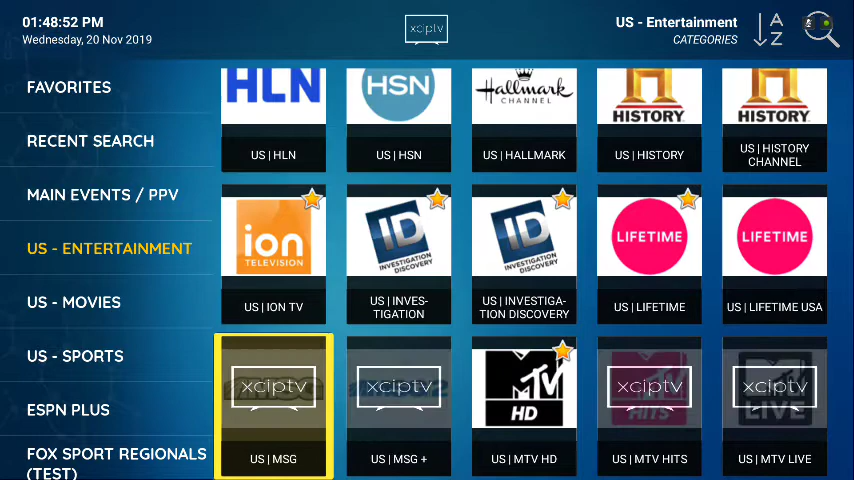 01:48:52 PM
Wednesday, 20 Nov 2019
xciptv
US - Entertainment
CATEGORIES
A
Z
FAVORITES
RECENT SEARCH
MAIN EVENTS / PPV
US - ENTERTAINMENT
US - MOVIES
US - SPORTS
ESPN PLUS
FOX SPORT REGIONALS
(TEST)
HLN
HSN
Hallmark
CHANNEL
H
HISTORY
H
HISTORY
US | HLN
US | HSN
US | HALLMARK
US | HISTORY
US | HISTORY
CHANNEL
ion
TELEVISION
ID
INVESTIGATION
DISCOVERY
ID
INVESTIGATION
DISCOVERY
LIFETIME
LIFETIME
US | ION TV
US | INVES-
TIGATION
US | INVESTIGA-
TION DISCOVERY
US | LIFETIME
US | LIFETIME USA
xciptv
xciptv
MTV
HD
xciptv
HITS
xciptv
LIVE
US | MSG
US | MSG +
US | MTV HD
US | MTV HITS
US | MTV LIVE